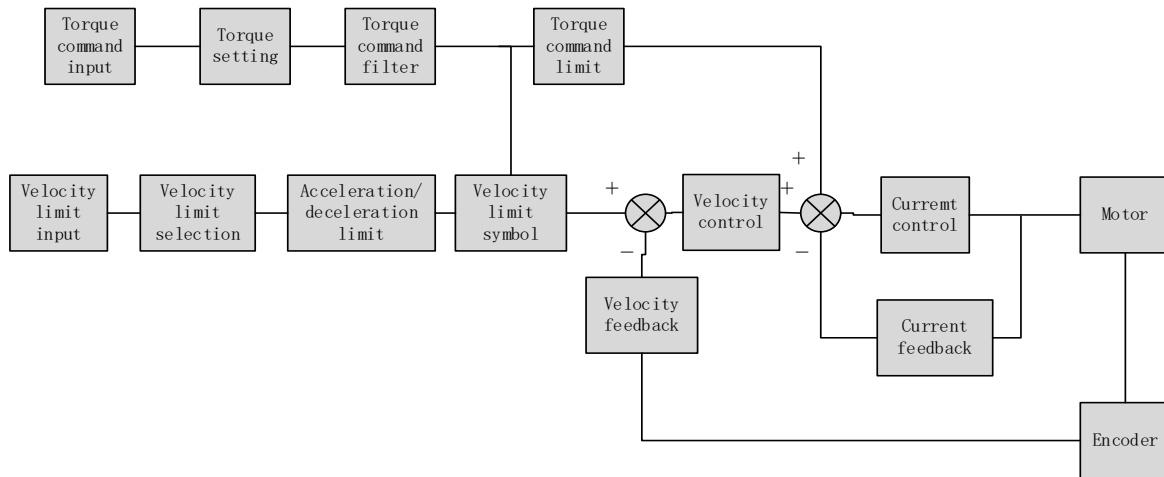 Torque
command
input
Torque
setting
Torque
command
filter
Torque
command
limit
Velocity
limit
input
Velocity
limit
selection
Acceleration/
deceleration
limit
Velocity
limit
symbol
+
−
Velocity
control
+
+
−
Curremt
control
Motor
Velocity
feedback
Current
feedback
Encoder